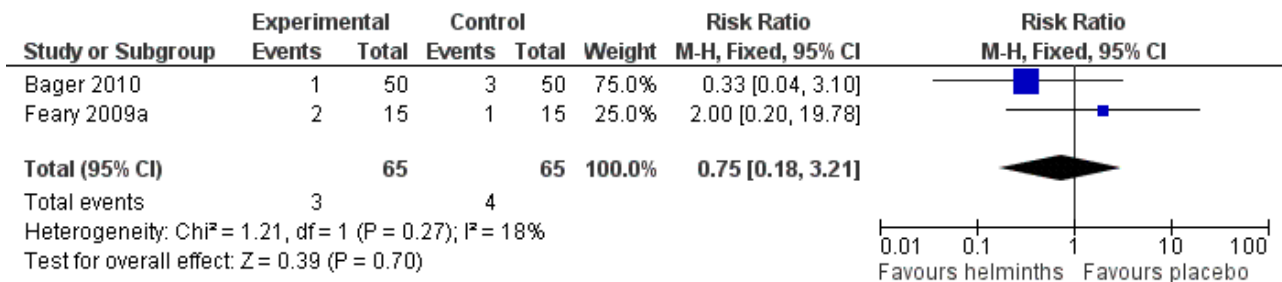 Experimental Control Risk Ratio Risk Ratio
Study or Subgroup Events Total Events Total Weight M-H, Fixed, 95% CI M-H, Fixed, 95% CI
Bager 2010 1 50 3 50 75.0% 0.33 [0.04, 3.10]
Feary 2009a 2 15 1 15 25.0% 2.00 [0.20, 19.78]
Total (95% CI) 65 65 100.0% 0.75 [0.18, 3.21]
Total events 3 4
Heterogeneity: Chi² = 1.21, df = 1 (P = 0.27); I² = 18%
Test for overall effect: Z = 0.39 (P = 0.70)
0.01 0.1 1 10 100
Favours helminths Favours placebo